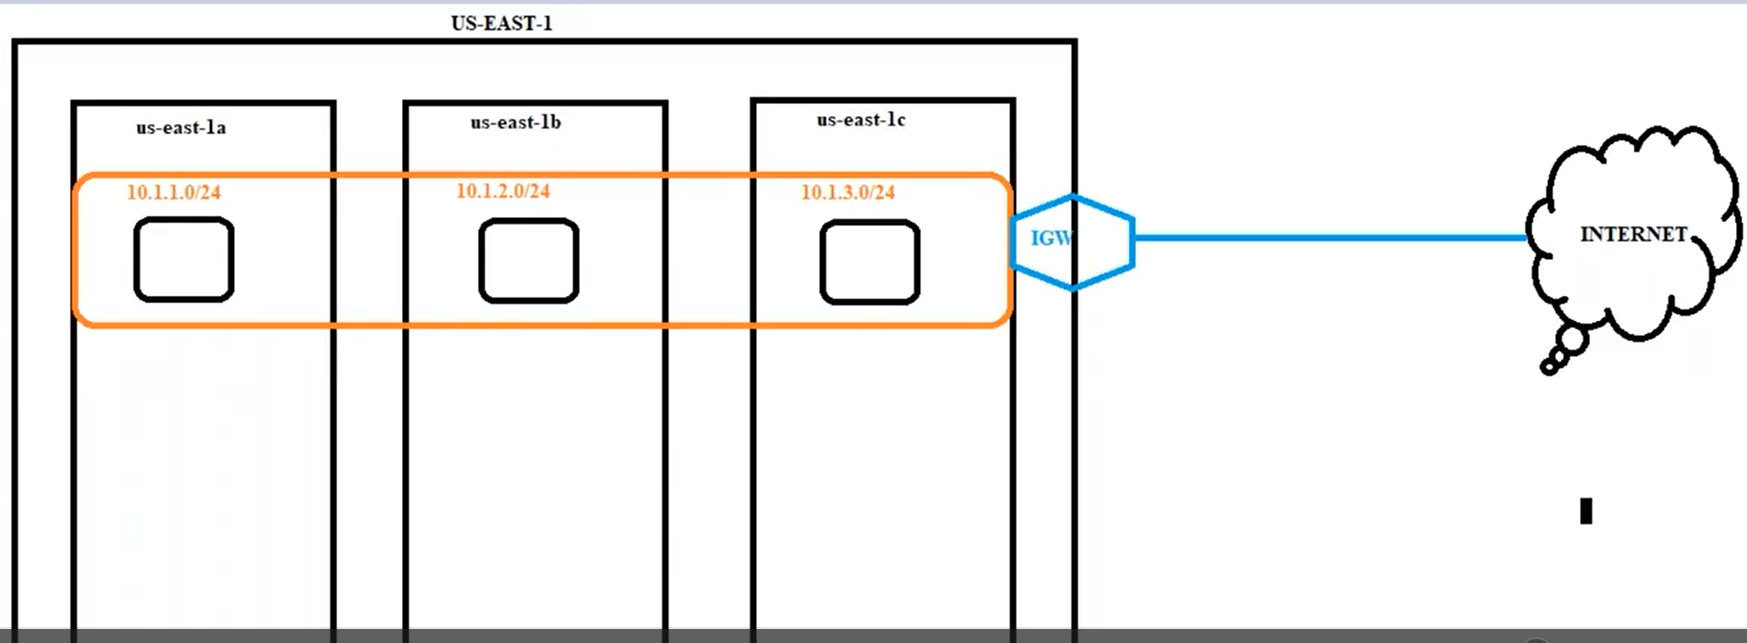 US-EAST-1
us-east-1a
us-east-1b
us-east-1c
10.1.1.0/24
10.1.2.0/24
10.1.3.0/24
IGW
INTERNET